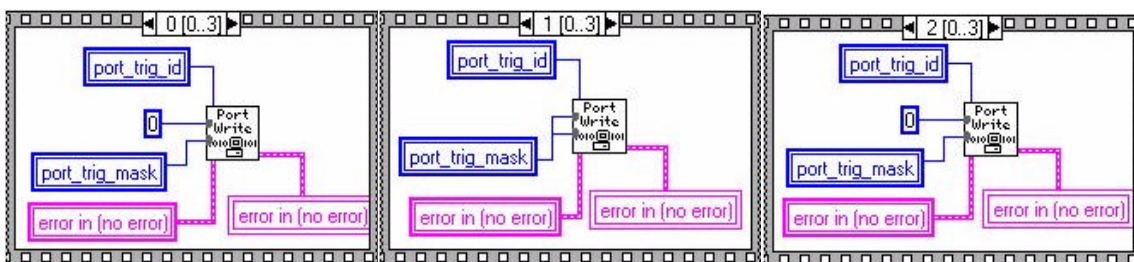 0 [0..3]
port_trig_id
0
Port
Write
port_trig_mask
error in (no error)
error in (no error)
1 [0..3]
port_trig_id
Port
Write
port_trig_mask
error in (no error)
error in (no error)
2 [0..3]
port_trig_id
0
Port
Write
port_trig_mask
error in (no error)
error in (no error)